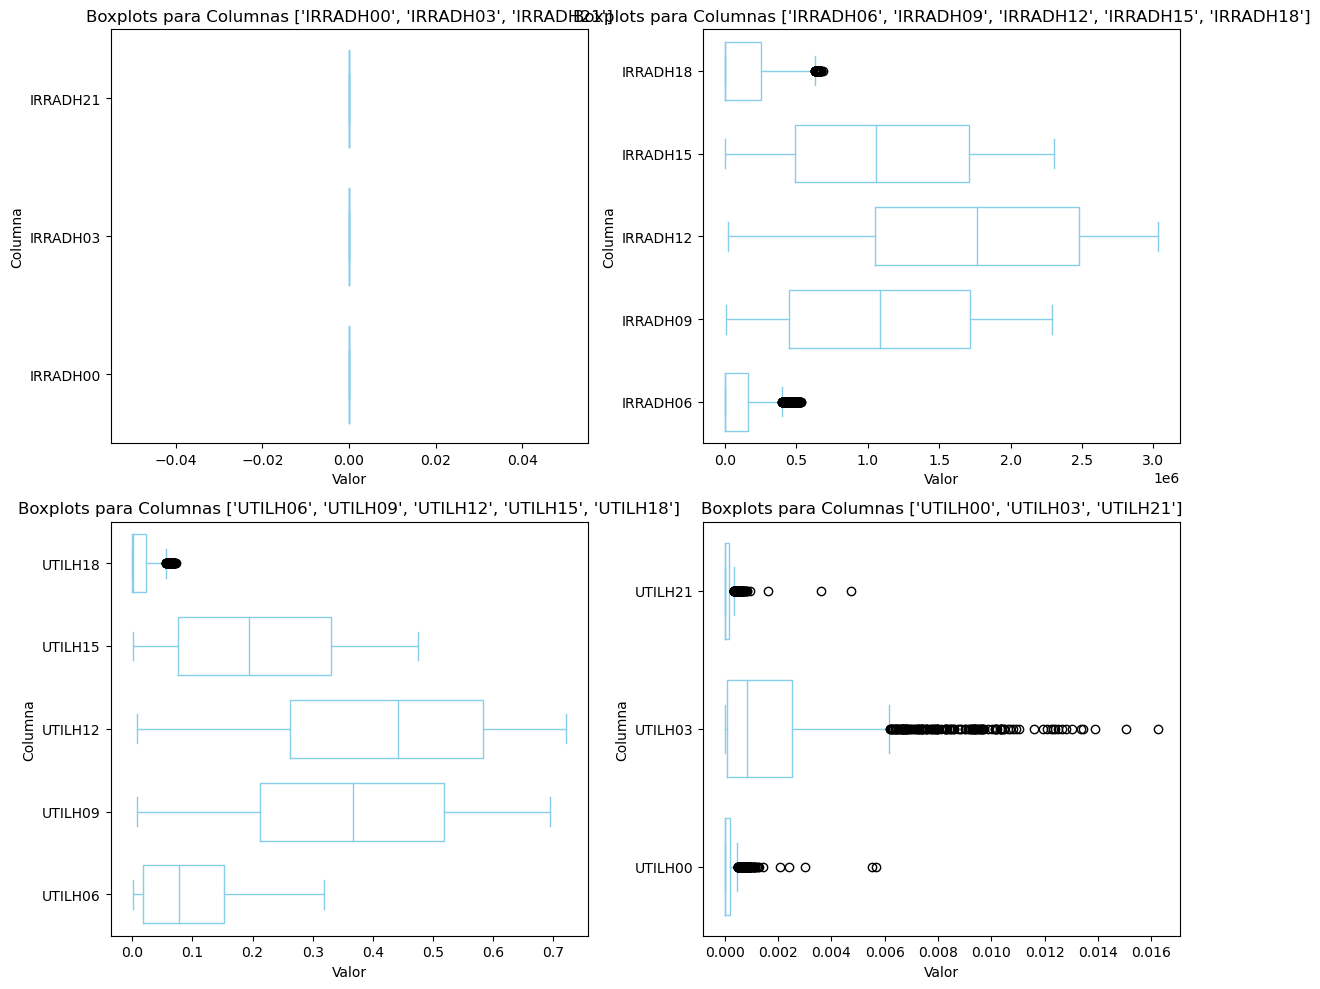 Boxplots para Columnas ['IRRADH00', 'IRRADH03', 'IRRADH21']
IRRADH21
IRRADH03
IRRADH00
Columna
−0.04 −0.02 0.00 0.02 0.04
Valor
Boxplots para Columnas ['IRRADH06', 'IRRADH09', 'IRRADH12', 'IRRADH15', 'IRRADH18']
IRRADH18
IRRADH15
IRRADH12
IRRADH09
IRRADH06
Columna
0.0 0.5 1.0 1.5 2.0 2.5 3.0
1e6
Valor
Boxplots para Columnas ['UTILH06', 'UTILH09', 'UTILH12', 'UTILH15', 'UTILH18']
UTILH18
UTILH15
UTILH12
UTILH09
UTILH06
Columna
0.0 0.1 0.2 0.3 0.4 0.5 0.6 0.7
Valor
Boxplots para Columnas ['UTILH00', 'UTILH03', 'UTILH21']
UTILH21
UTILH03
UTILH00
Columna
0.000 0.002 0.004 0.006 0.008 0.010 0.012 0.014 0.016
Valor